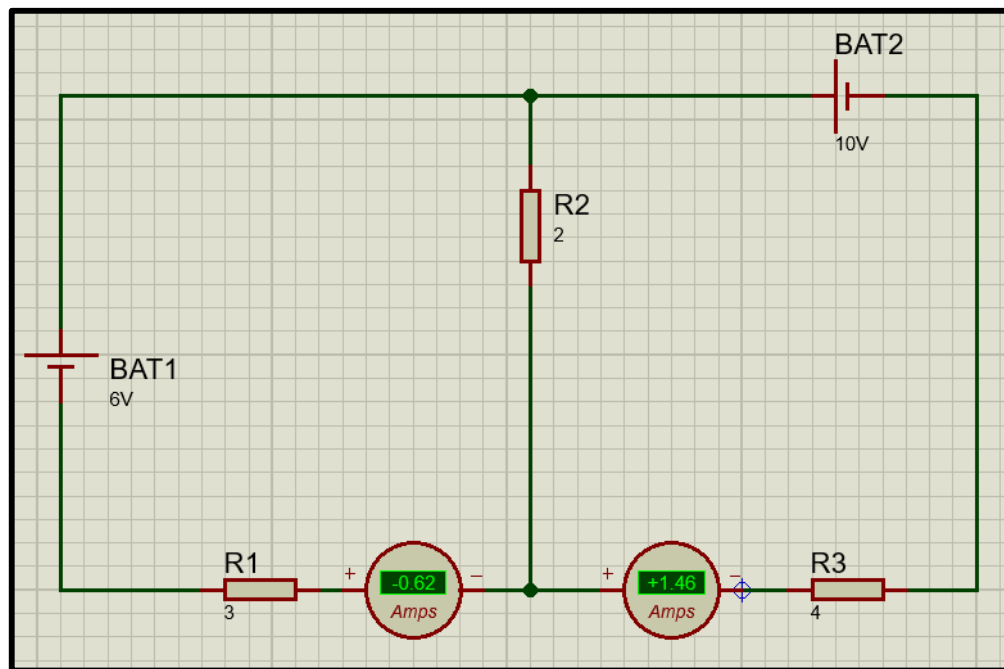 BAT2
10V
R2
2
BAT1
6V
R1
3
+
-0.62
Amps
−
+
+1.46
Amps
−
R3
4